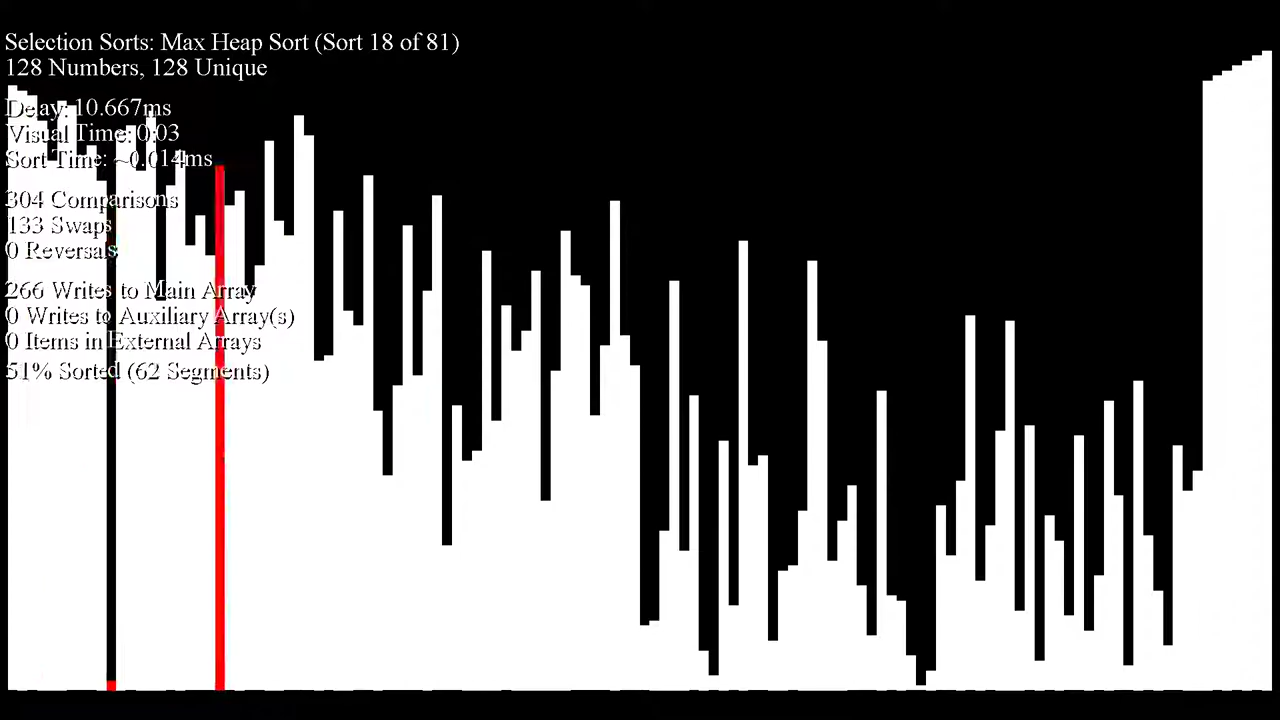 Selection Sorts: Max Heap Sort (Sort 18 of 81)
128 Numbers, 128 Unique
Delay: 10.667ms
Visual Time: 0:03
Sort Time: ~0.014ms
304 Comparisons
133 Swaps
0 Reversals
266 Writes to Main Array
0 Writes to Auxiliary Array(s)
0 Items in External Arrays
51% Sorted (62 Segments)